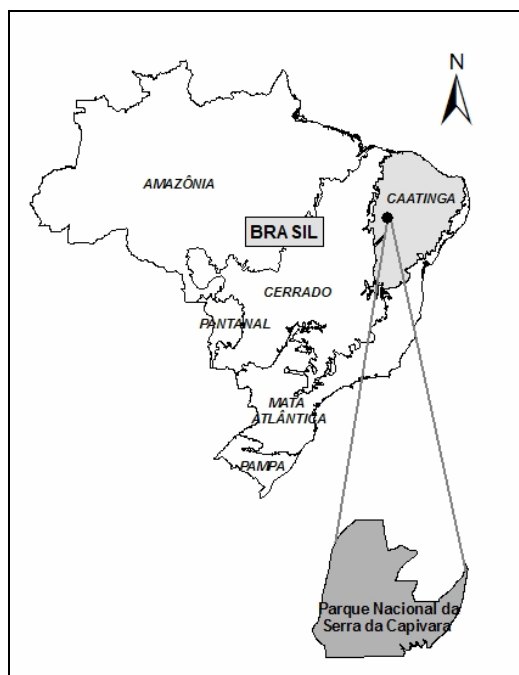 N
AMAZÔNIA
CAATINGA
BRASIL
CERRADO
PANTANAL
MATA
ATLÂNTICA
PAMPA
Parque Nacional da
Serra da Capivara